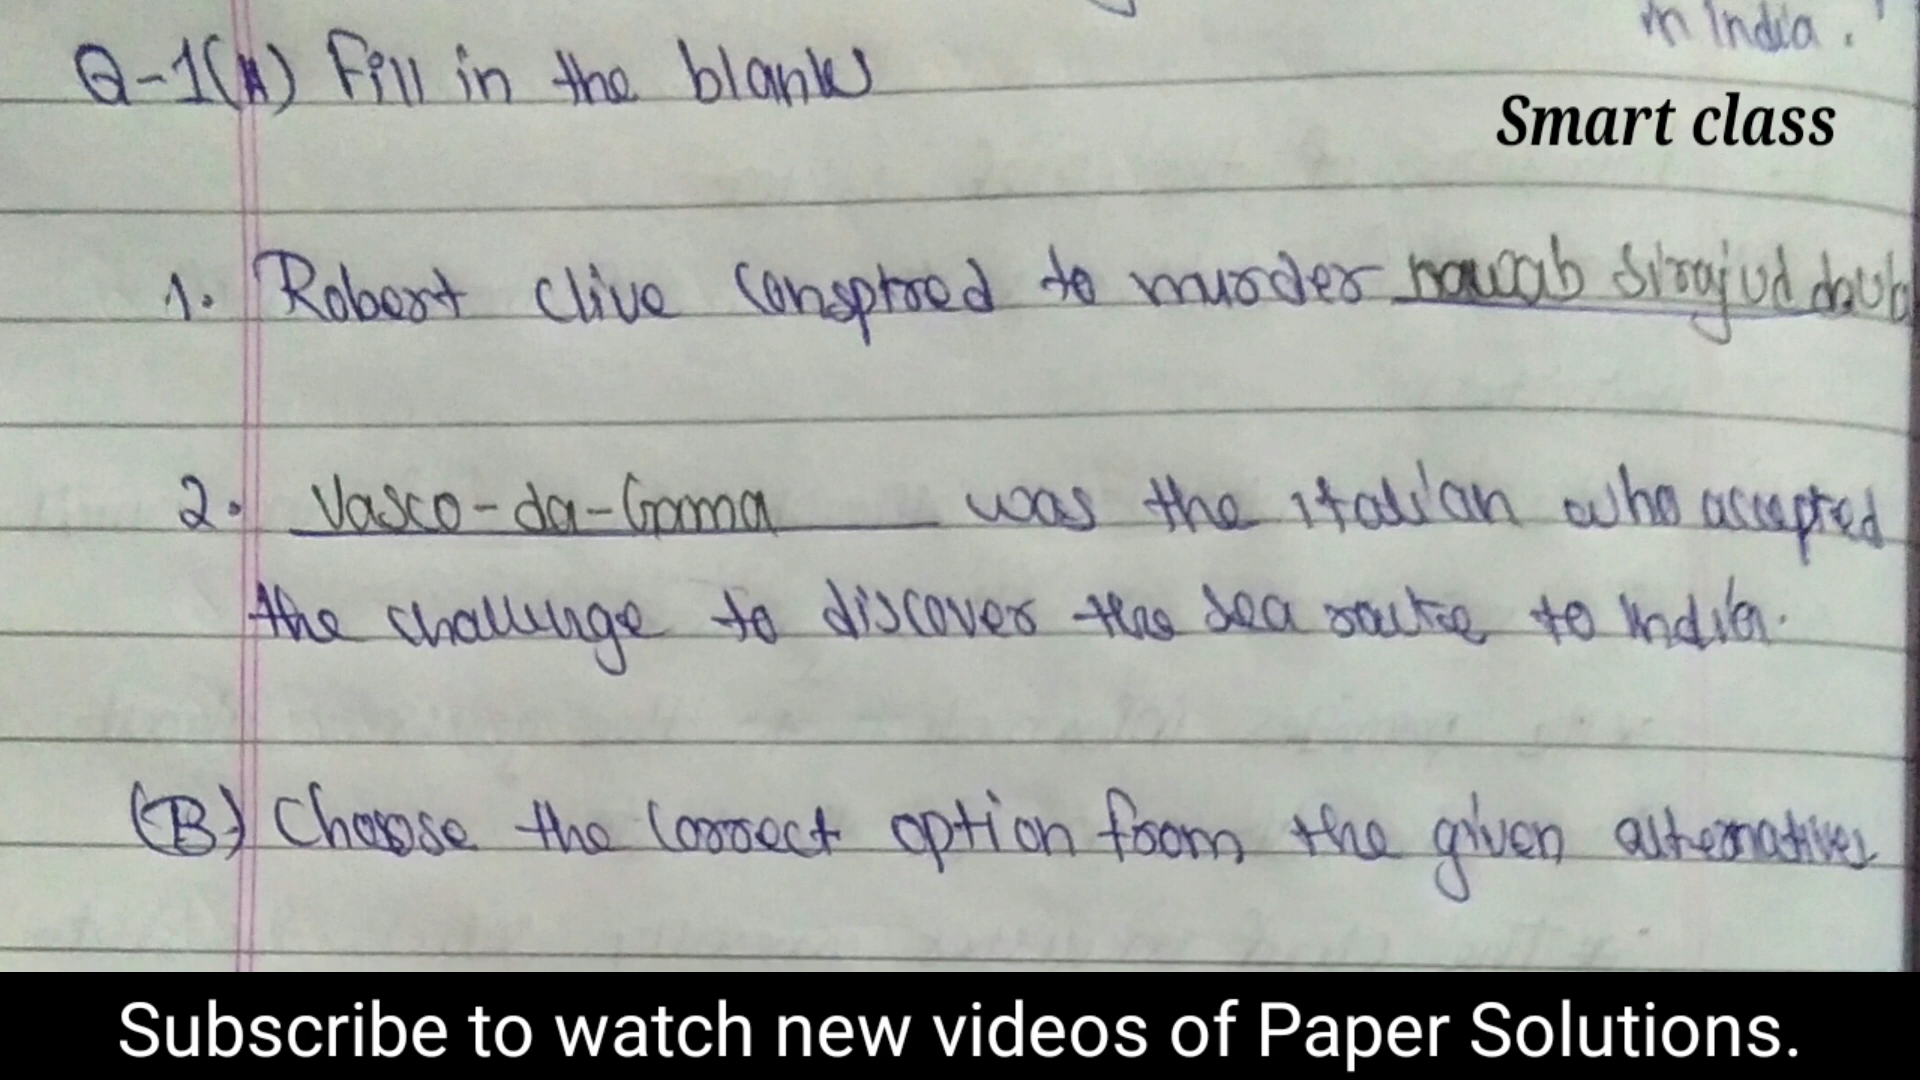 in India.
Q-1(A) Fill in the blanks
Smart class
1. Robert Clive Conspired to murder nawab Sirajud daul
2. Vasco-da-Gama was the italian who accepted
the challenge to discover the sea route to India.
(B) Choose the Correct option from the given alternatives
Subscribe to watch new videos of Paper Solutions.